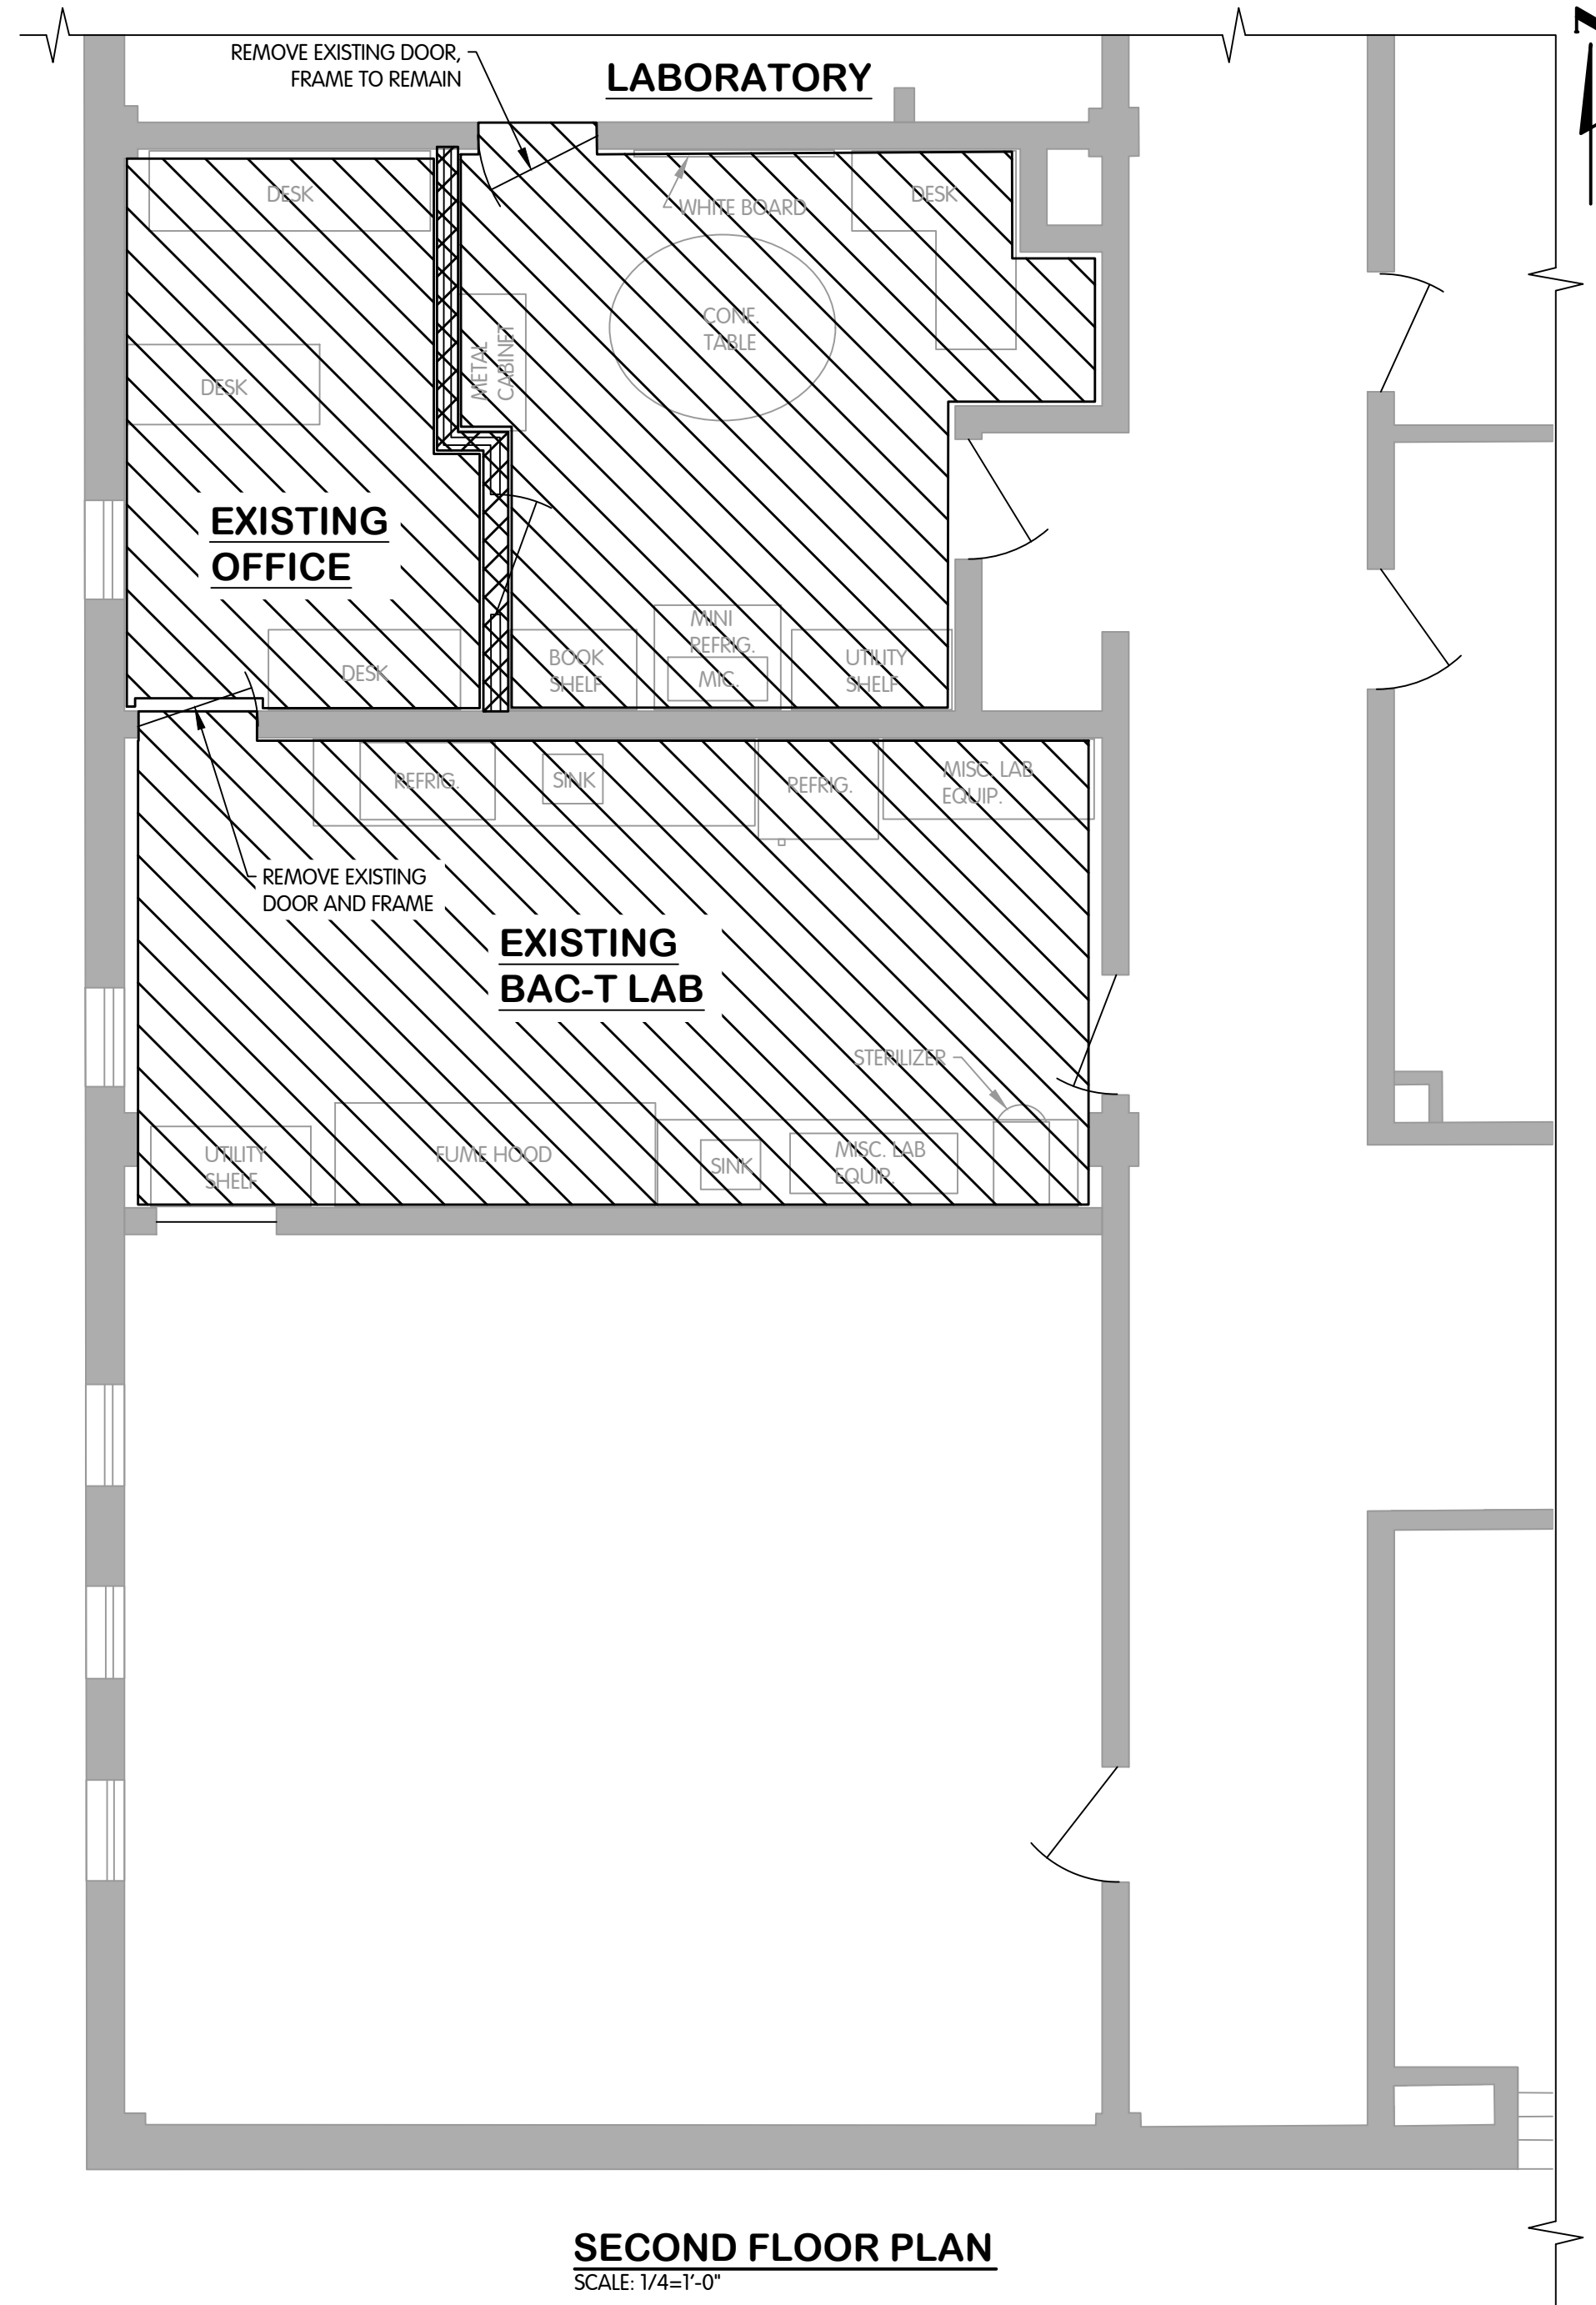 REMOVE EXISTING DOOR,
FRAME TO REMAIN
LABORATORY
DESK
WHITE BOARD
DESK
CONF.
TABLE
METAL
CABINET
DESK
EXISTING
OFFICE
MINI
REFRIG.
MIC.
BOOK
SHELF
UTILITY
SHELF
DESK
REFRIG.
SINK
REFRIG.
MISC. LAB
EQUIP.
REMOVE EXISTING
DOOR AND FRAME
EXISTING
BAC-T LAB
STERILIZER
UTILITY
SHELF
FUME HOOD
SINK
MISC. LAB
EQUIP.
SECOND FLOOR PLAN
SCALE: 1/4=1'-0"